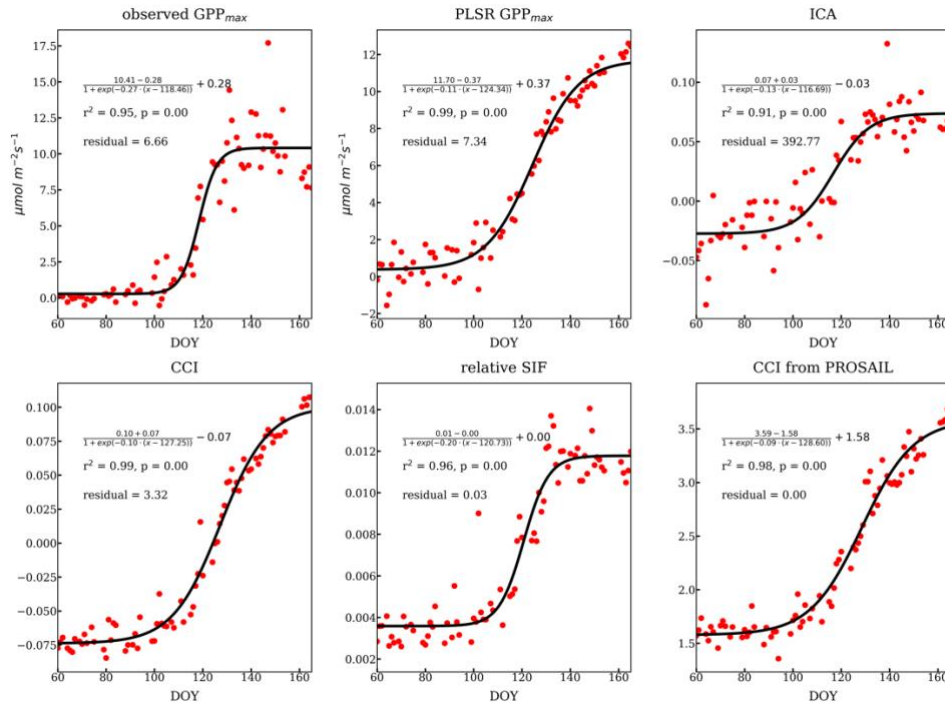 observed GPPmax
17.5
15.0
12.5
10.0
7.5
5.0
2.5
0.0
μmol m−2s−1
10.41 − 0.28
1 + exp(−0.27 · (x − 118.46)) + 0.28
r2 = 0.95, p = 0.00
residual = 6.66
60 80 100 120 140 160
DOY
PLSR GPPmax
12
10
8
6
4
2
0
−2
μmol m−2s−1
11.70 − 0.37
1 + exp(−0.11 · (x − 124.34)) + 0.37
r2 = 0.99, p = 0.00
residual = 7.34
60 80 100 120 140 160
DOY
ICA
0.10
0.05
0.00
−0.05
0.07 + 0.03
1 + exp(−0.13 · (x − 116.69)) − 0.03
r2 = 0.91, p = 0.00
residual = 392.77
60 80 100 120 140 160
DOY
CCI
0.100
0.075
0.050
0.025
0.000
−0.025
−0.050
−0.075
0.10 + 0.07
1 + exp(−0.10 · (x − 127.25)) − 0.07
r2 = 0.99, p = 0.00
residual = 3.32
60 80 100 120 140 160
DOY
relative SIF
0.014
0.012
0.010
0.008
0.006
0.004
0.002
0.01 − 0.00
1 + exp(−0.20 · (x − 120.73)) + 0.00
r2 = 0.96, p = 0.00
residual = 0.03
60 80 100 120 140 160
DOY
CCI from PROSAIL
3.5
3.0
2.5
2.0
1.5
3.59 − 1.58
1 + exp(−0.09 · (x − 128.60)) + 1.58
r2 = 0.98, p = 0.00
residual = 0.00
60 80 100 120 140 160
DOY